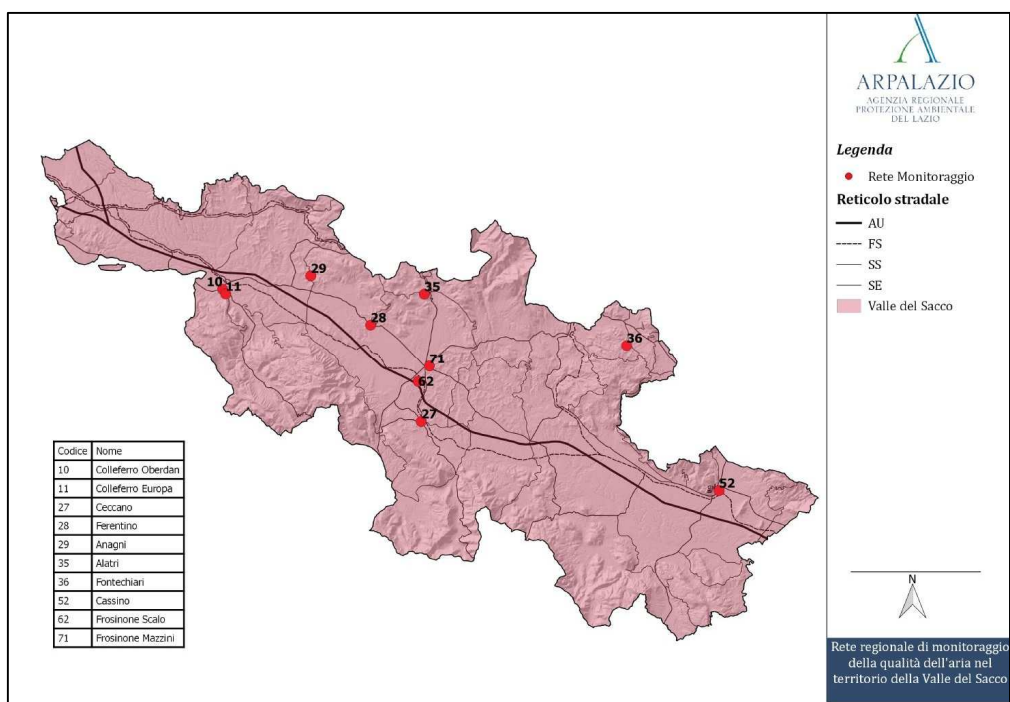 ARPALAZIO
AGENZIA REGIONALE
PROTEZIONE AMBIENTALE
DEL LAZIO
Legenda
Rete Monitoraggio
Reticolo stradale
AU
FS
SS
SE
Valle del Sacco
10
11
29
35
28
71
62
27
36
52
Codice Nome
10 Colleferro Oberdan
11 Colleferro Europa
27 Ceccano
28 Ferentino
29 Anagni
35 Alatri
36 Fontechiari
52 Cassino
62 Frosinone Scalo
71 Frosinone Mazzini
N
Rete regionale di monitoraggio
della qualità dell'aria nel
territorio della Valle del Sacco